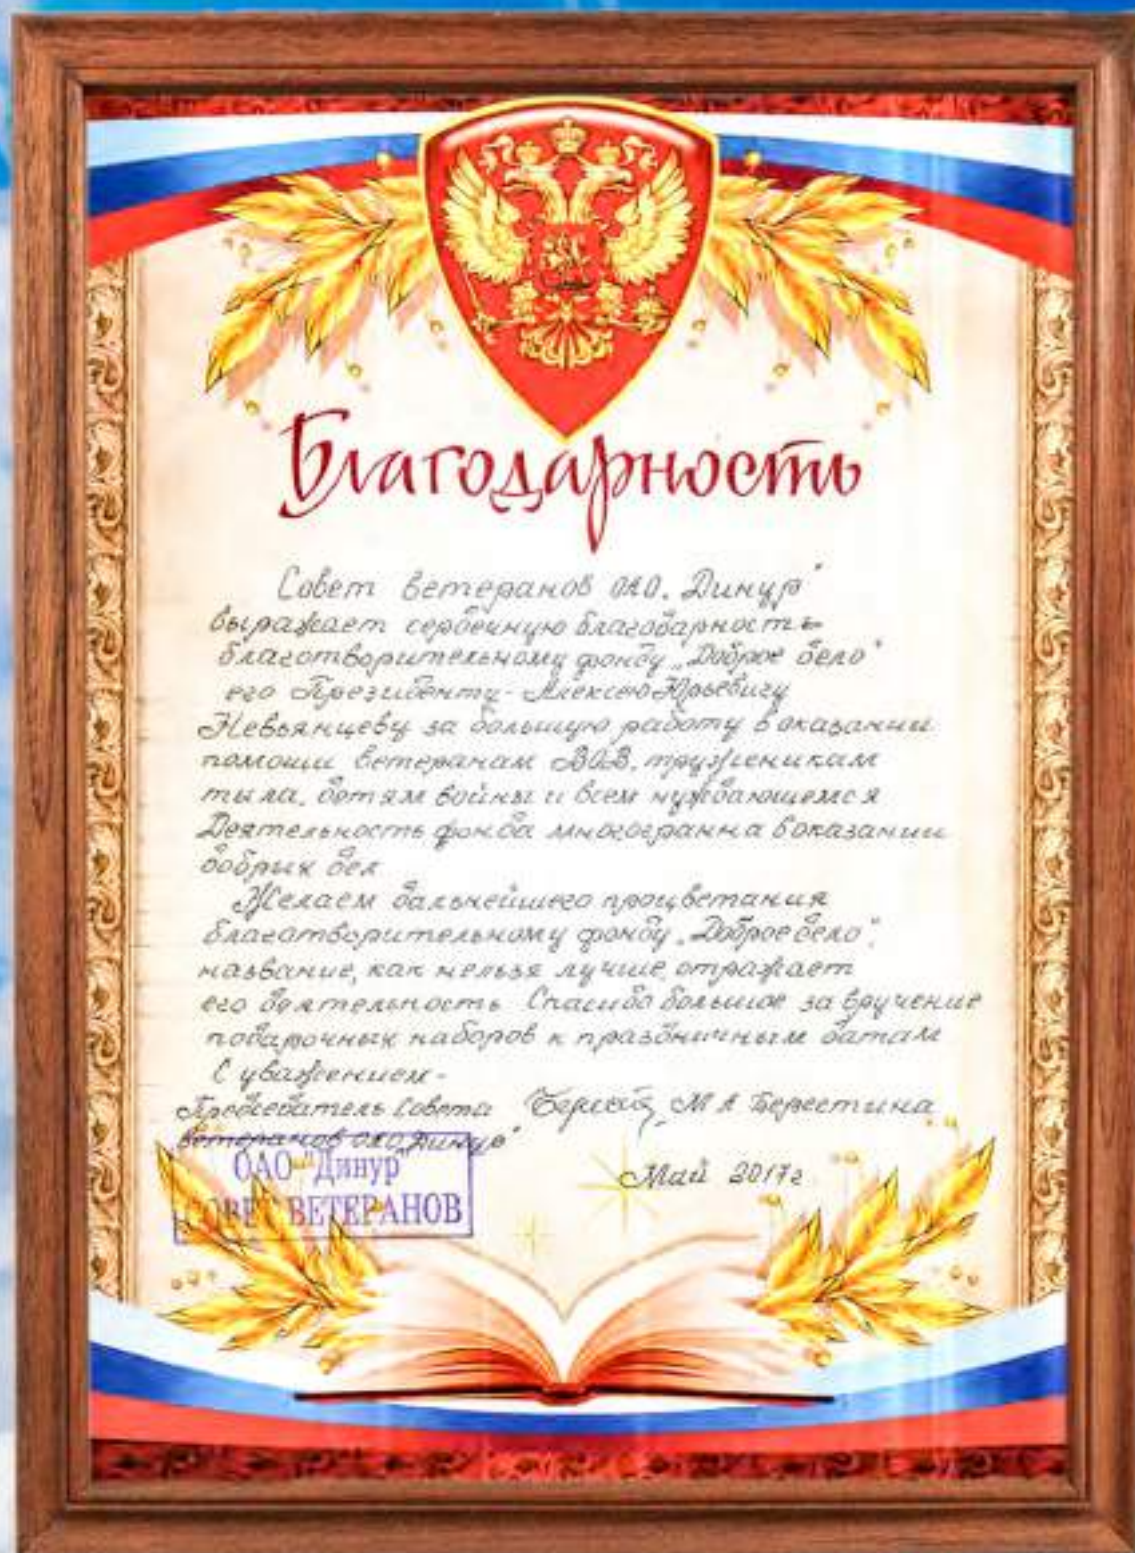 Благодарность
Совет ветеранов ОАО „Динур"
выражает сердечную благодарность
благотворительному фонду „Доброе дело"
его Президенту - Алексею Юрьевичу
Невьянцеву за большую работу в оказании
помощи ветеранам ВОВ, труженикам
тыла, детям войны и всем нуждающемся
Деятельность фонда многогранна в оказании
добрых дел
Желаем дальнейшего процветания
благотворительному фонду „Доброе дело",
название, как нельзя лучше, отражает
его деятельность Спасибо большое за вручение
подарочных наборов к праздничным датам
С уважением -
Председатель Совета М А Берестина
ветеранов ОАО „Динур"
ОАО "Динур"
СОВЕТ ВЕТЕРАНОВ
Май 2017г